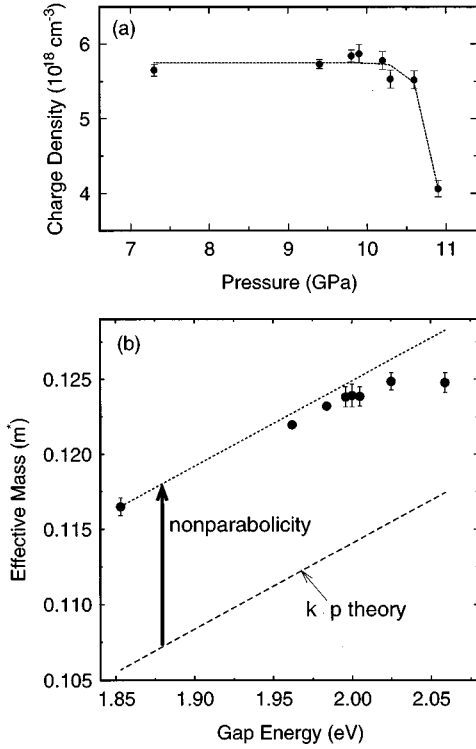 (a)
Charge Density (10¹⁸ cm⁻³)
6
5
4
7 8 9 10 11
Pressure (GPa)
(b)
Effective Mass (m*)
0.125
0.120
0.115
0.110
0.105
nonparabolicity
k p theory
1.85 1.90 1.95 2.00 2.05
Gap Energy (eV)